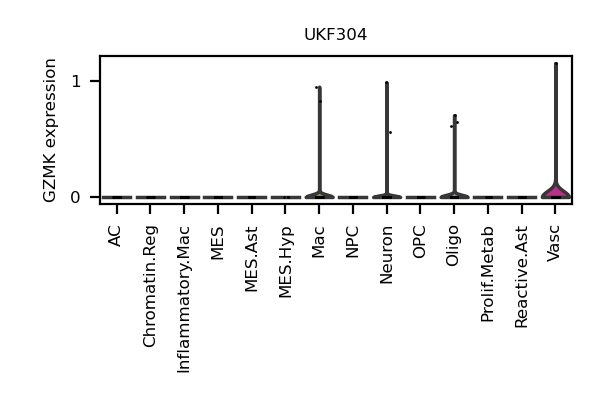 UKF304
GZMK expression
1
0
AC
Chromatin.Reg
Inflammatory.Mac
MES
MES.Ast
MES.Hyp
Mac
NPC
Neuron
OPC
Oligo
Prolif.Metab
Reactive.Ast
Vasc